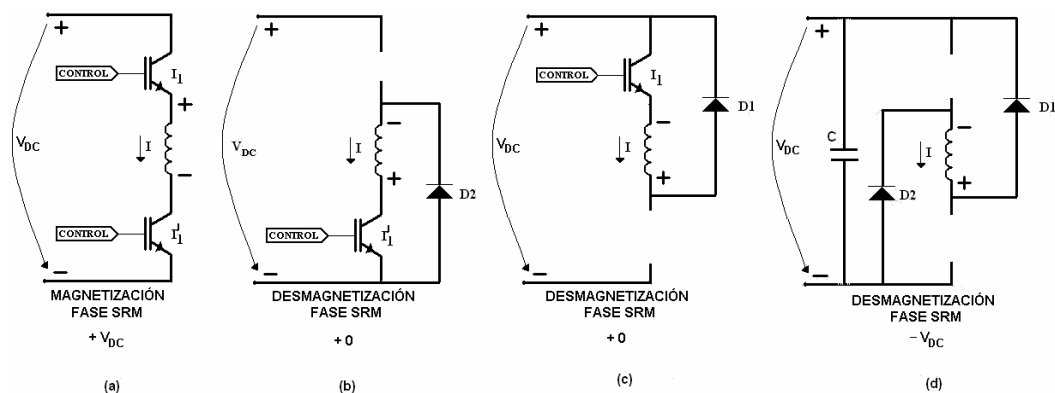 +
CONTROL
I1
+
VDC
I
−
CONTROL
I'1
−
MAGNETIZACIÓN
FASE SRM
+ VDC
(a)
+
−
VDC
I
+
D2
CONTROL
I'1
−
DESMAGNETIZACIÓN
FASE SRM
+ 0
(b)
+
CONTROL
I1
−
D1
VDC
I
+
−
DESMAGNETIZACIÓN
FASE SRM
+ 0
(c)
+
D1
C
−
VDC
I
D2
+
−
DESMAGNETIZACIÓN
FASE SRM
− VDC
(d)